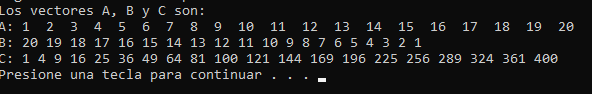 Los vectores A, B y C son:
A: 1 2 3 4 5 6 7 8 9 10 11 12 13 14 15 16 17 18 19 20
B: 20 19 18 17 16 15 14 13 12 11 10 9 8 7 6 5 4 3 2 1
C: 1 4 9 16 25 36 49 64 81 100 121 144 169 196 225 256 289 324 361 400
Presione una tecla para continuar . . .